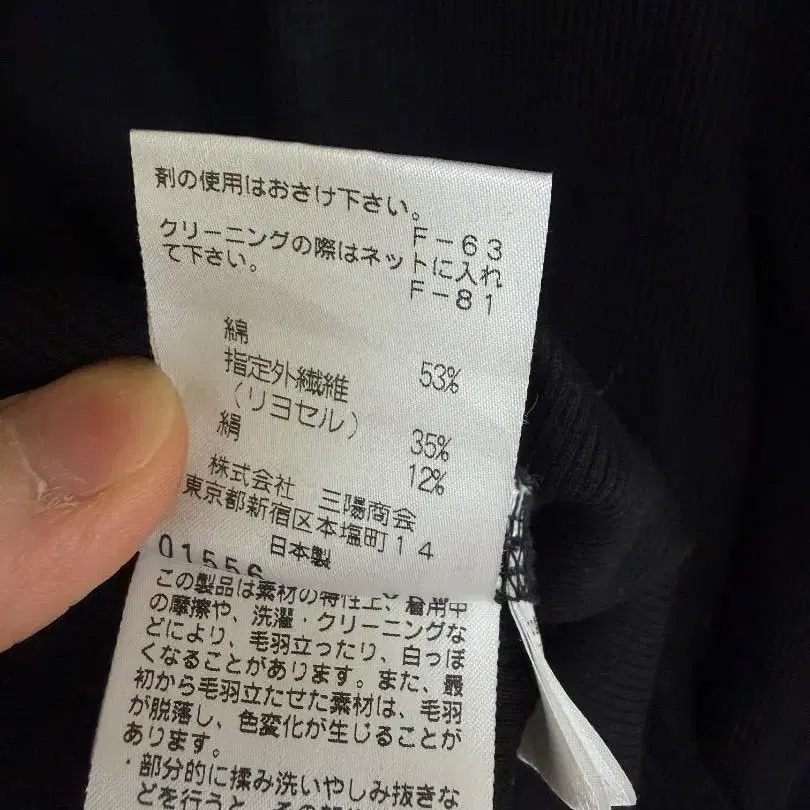 剤の使用はおさけ下さい。
F－63
クリーニングの際はネットに入れ
て下さい。
F－81
綿 53%
指定外繊維
（リヨセル） 35%
絹 12%
株式会社 三陽商会
東京都新宿区本塩町14
日本製
01556
この製品は素材の特性上、着用中
の摩擦や、洗濯・クリーニングな
どにより、毛羽立ったり、白っぽ
くなることがあります。また、最
初から毛羽立たせた素材は、毛羽
が脱落し、色変化が生じることが
あります。
・部分的に揉み洗いやしみ抜きな
どを行うと、その部